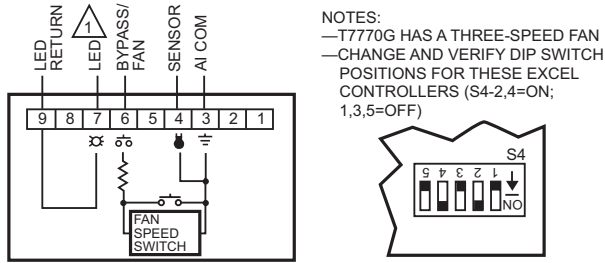 LED RETURN
1
LED
BYPASS/ FAN
SENSOR
AI COM
9 8 7 6 5 4 3 2 1
FAN
SPEED
SWITCH
NOTES:
—T7770G HAS A THREE-SPEED FAN
—CHANGE AND VERIFY DIP SWITCH
POSITIONS FOR THESE EXCEL
CONTROLLERS (S4-2,4=ON;
1,3,5=OFF)
S4
5 4 3 2 1
NO